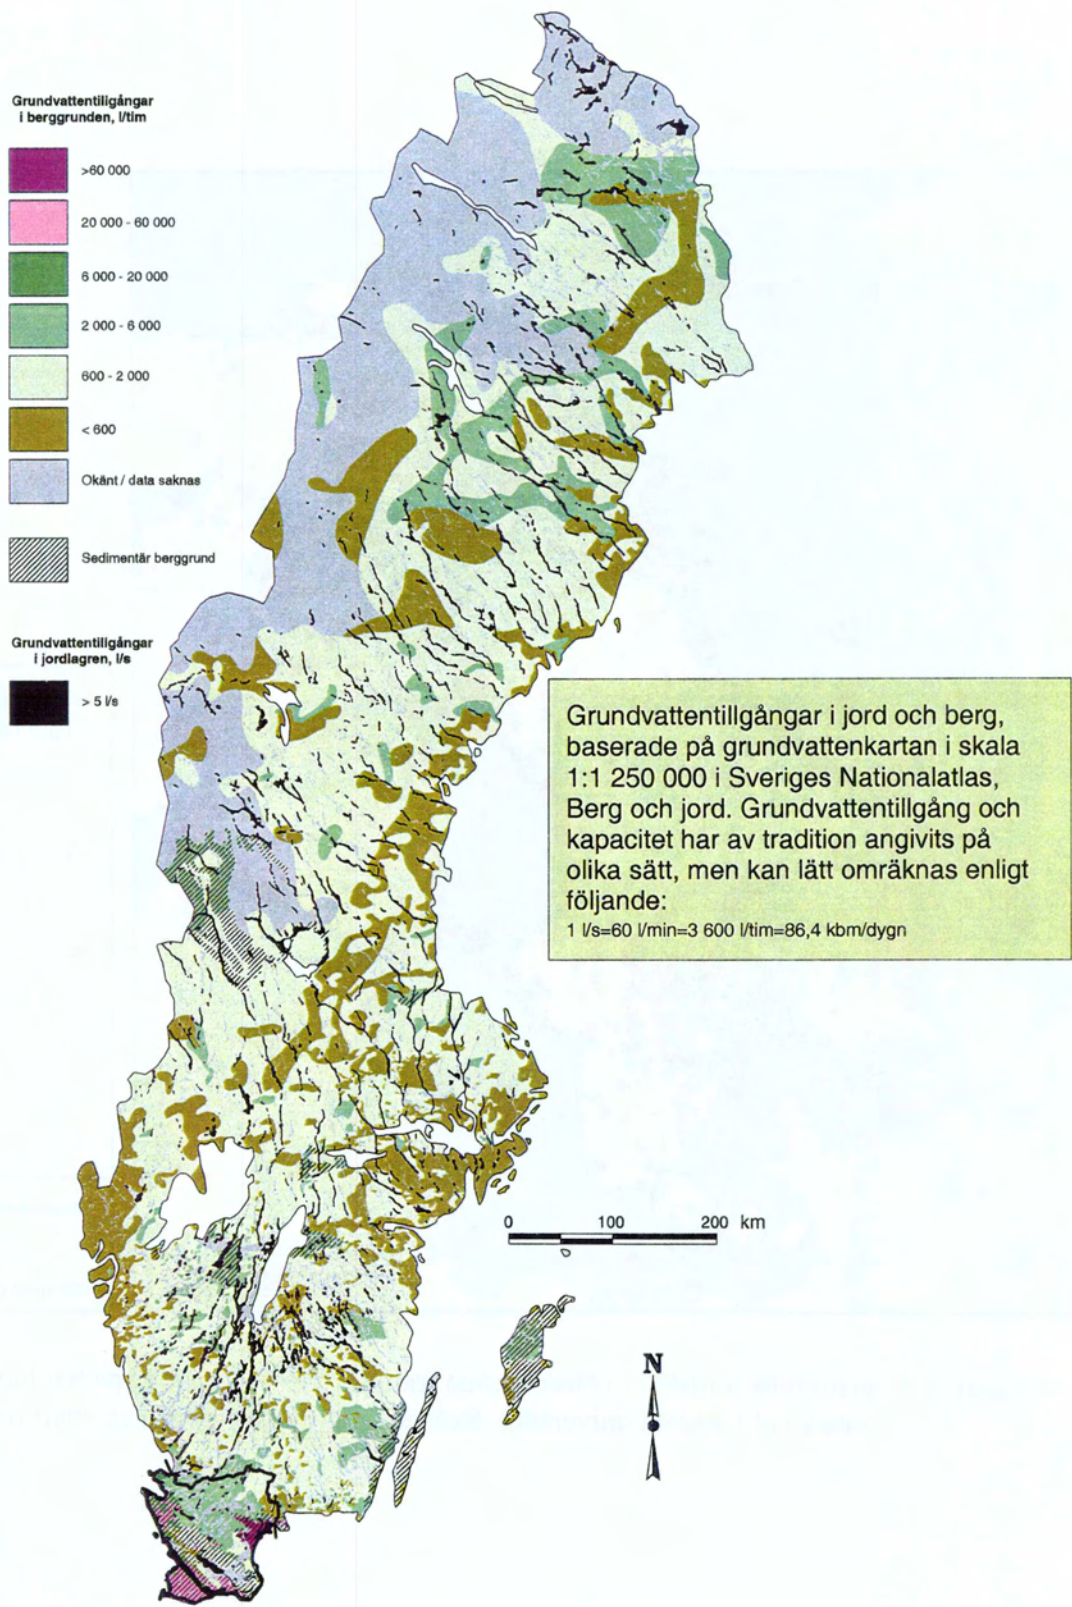 Grundvattentillgångar
i berggrunden, l/tim
>60 000
20 000 - 60 000
6 000 - 20 000
2 000 - 6 000
600 - 2 000
< 600
Okänt / data saknas
Sedimentär berggrund
Grundvattentillgångar
i jordlagren, l/s
> 5 l/s
Grundvattentillgångar i jord och berg,
baserade på grundvattenkartan i skala
1:1 250 000 i Sveriges Nationalatlas,
Berg och jord. Grundvattentillgång och
kapacitet har av tradition angivits på
olika sätt, men kan lätt omräknas enligt
följande:
1 l/s=60 l/min=3 600 l/tim=86,4 kbm/dygn
0 100 200 km
N